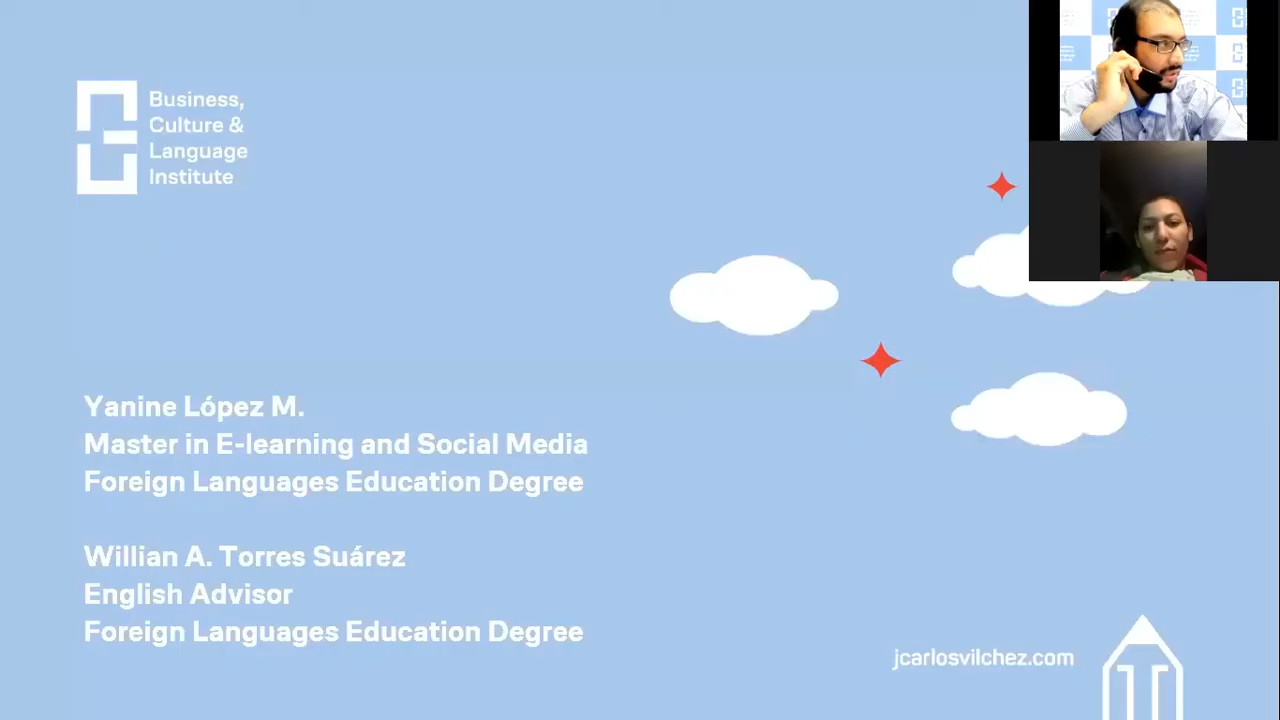 Business,
Culture &
Language
Institute
Yanine López M.
Master in E-learning and Social Media
Foreign Languages Education Degree
Willian A. Torres Suárez
English Advisor
Foreign Languages Education Degree
jcarlosvilchez.com